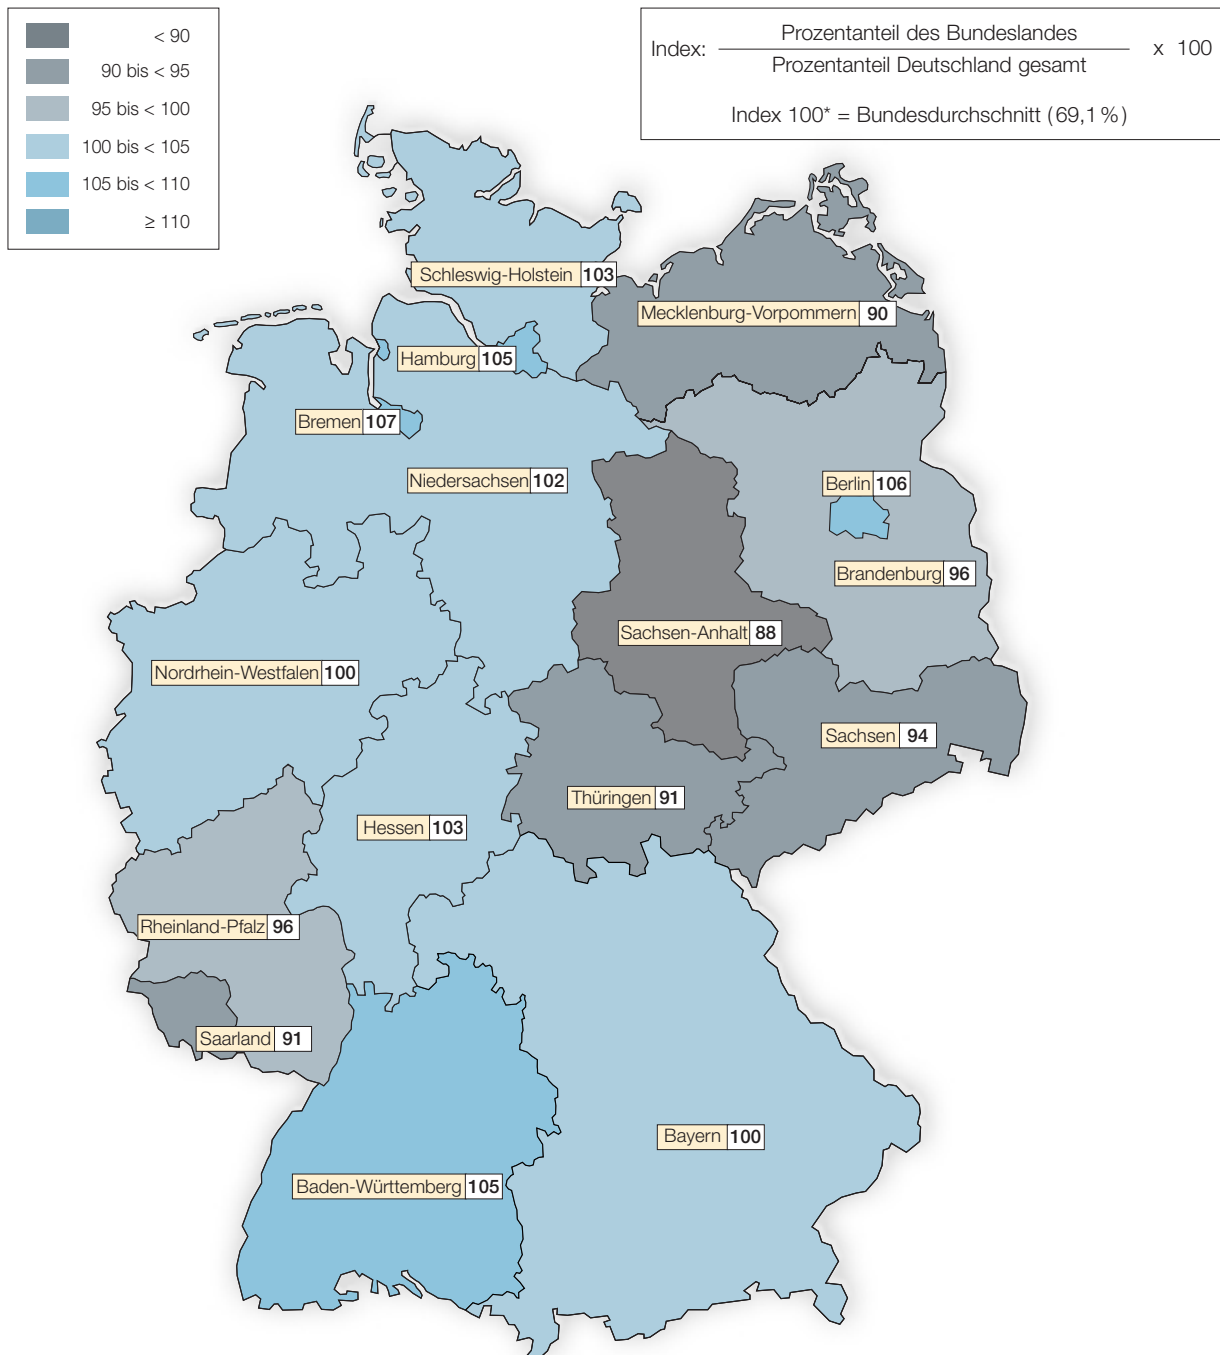 < 90
90 bis < 95
95 bis < 100
100 bis < 105
105 bis < 110
≥ 110
Prozentanteil des Bundeslandes
Index: x 100
Prozentanteil Deutschland gesamt
Index 100* = Bundesdurchschnitt (69,1 %)
Schleswig-Holstein 103
Mecklenburg-Vorpommern 90
Hamburg 105
Bremen 107
Niedersachsen 102
Berlin 106
Brandenburg 96
Sachsen-Anhalt 88
Nordrhein-Westfalen 100
Sachsen 94
Thüringen 91
Hessen 103
Rheinland-Pfalz 96
Saarland 91
Bayern 100
Baden-Württemberg 105